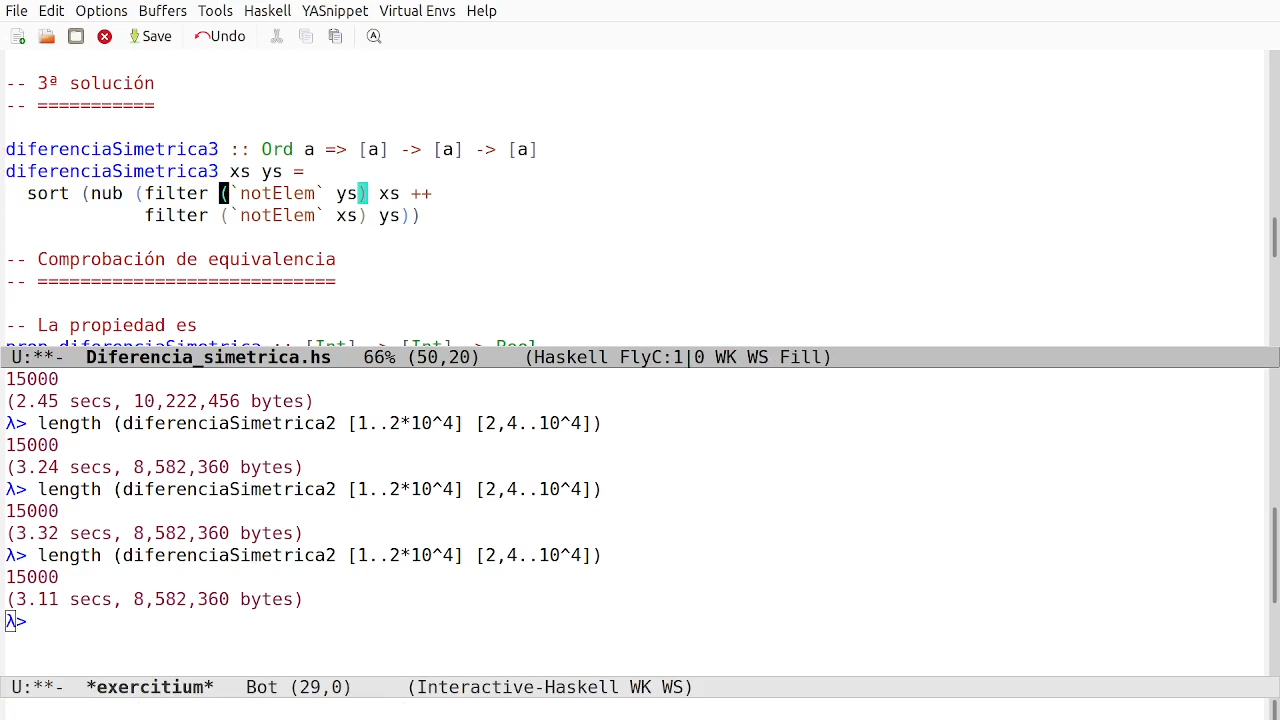 File Edit Options Buffers Tools Haskell YASnippet Virtual Envs Help
Save Undo
-- 3ª solución
-- ===========
diferenciaSimetrica3 :: Ord a => [a] -> [a] -> [a]
diferenciaSimetrica3 xs ys =
  sort (nub (filter (`notElem` ys) xs ++
             filter (`notElem` xs) ys))
-- Comprobación de equivalencia
-- ============================
-- La propiedad es
prop_diferenciaSimetrica :: [Int] -> [Int] -> Bool
U:**-  Diferencia_simetrica.hs   66% (50,20)    (Haskell FlyC:1|0 WK WS Fill)
15000
(2.45 secs, 10,222,456 bytes)
λ> length (diferenciaSimetrica2 [1..2*10^4] [2,4..10^4])
15000
(3.24 secs, 8,582,360 bytes)
λ> length (diferenciaSimetrica2 [1..2*10^4] [2,4..10^4])
15000
(3.32 secs, 8,582,360 bytes)
λ> length (diferenciaSimetrica2 [1..2*10^4] [2,4..10^4])
15000
(3.11 secs, 8,582,360 bytes)
λ>
U:**-  *exercitium*   Bot (29,0)     (Interactive-Haskell WK WS)